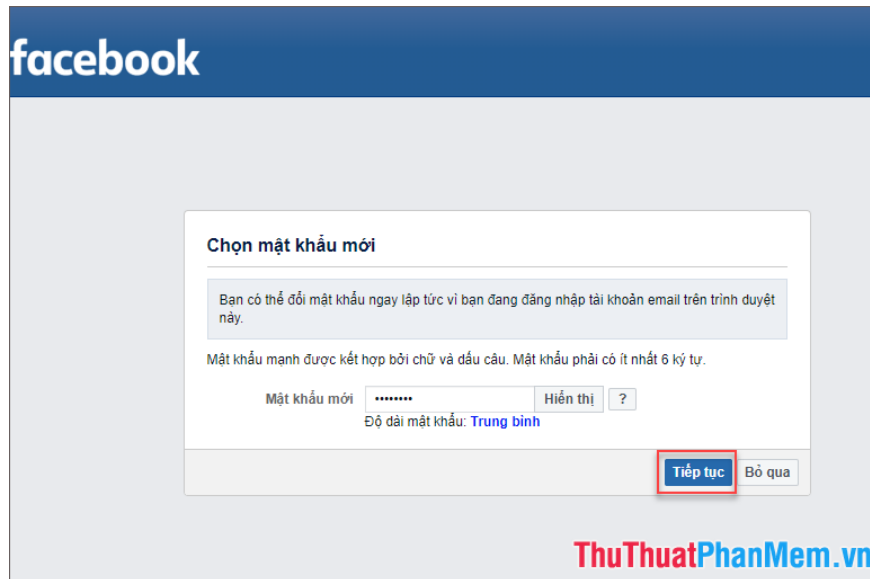 facebook
Chọn mật khẩu mới
Bạn có thể đổi mật khẩu ngay lập tức vì bạn đang đăng nhập tài khoản email trên trình duyệt
này.
Mật khẩu mạnh được kết hợp bởi chữ và dấu câu. Mật khẩu phải có ít nhất 6 ký tự.
Mật khẩu mới •••••••• Hiển thị ?
Độ dài mật khẩu: Trung bình
Tiếp tục Bỏ qua
ThuThuatPhanMem.vn